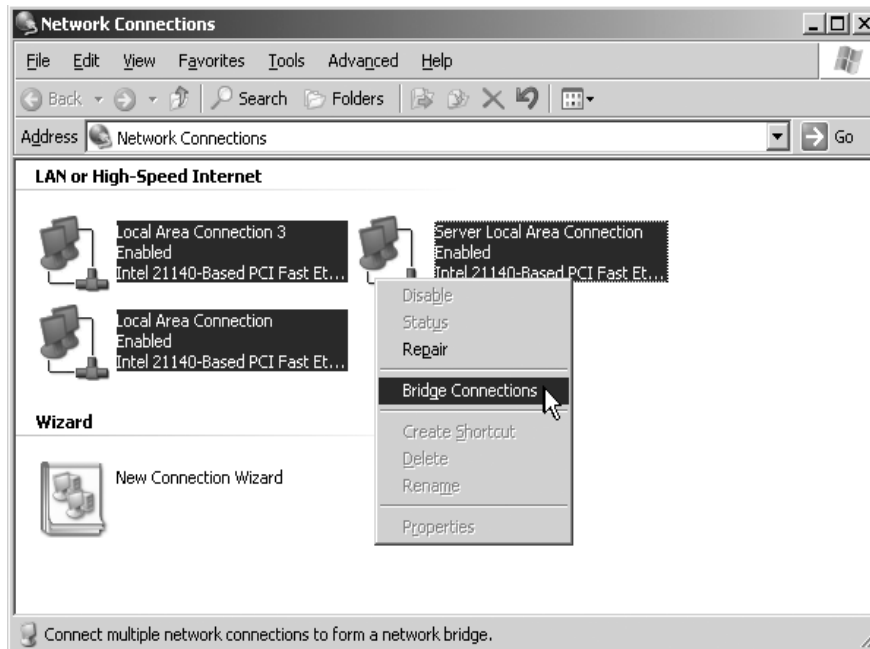 Network Connections
File Edit View Favorites Tools Advanced Help
Back Search Folders
Address Network Connections Go
LAN or High-Speed Internet
Local Area Connection 3
Enabled
Intel 21140-Based PCI Fast Et...
Server Local Area Connection
Enabled
Intel 21140-Based PCI Fast Et...
Local Area Connection
Enabled
Intel 21140-Based PCI Fast Et...
Disable
Status
Repair
Bridge Connections
Create Shortcut
Delete
Rename
Properties
Wizard
New Connection Wizard
Connect multiple network connections to form a network bridge.